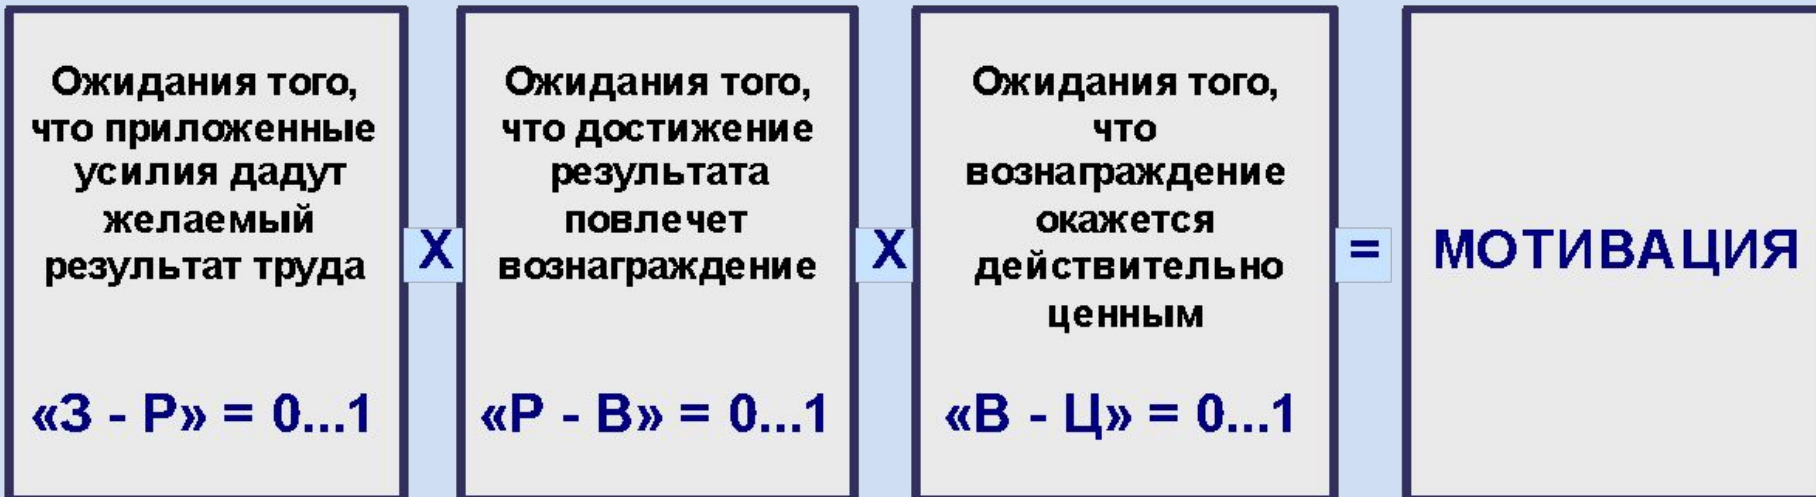 Ожидания того,
что приложенные
усилия дадут
желаемый
результат труда
«З - Р» = 0...1
Х
Ожидания того,
что достижение
результата
повлечет
вознаграждение
«Р - В» = 0...1
Х
Ожидания того,
что
вознаграждение
окажется
действительно
ценным
«В - Ц» = 0...1
=
МОТИВАЦИЯ